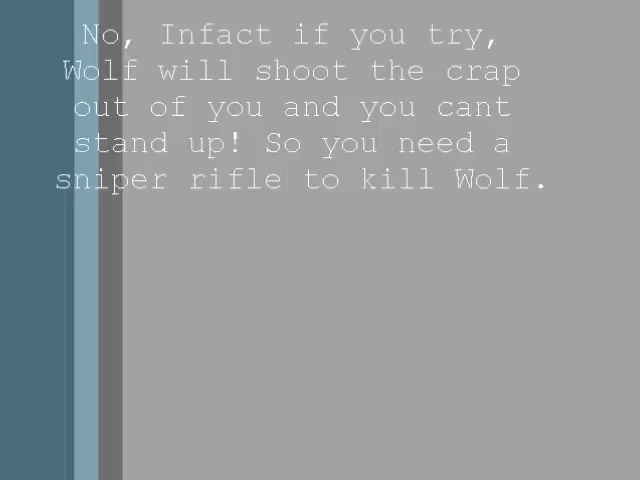 No, Infact if you try,
Wolf will shoot the crap
out of you and you cant
stand up! So you need a
sniper rifle to kill Wolf.